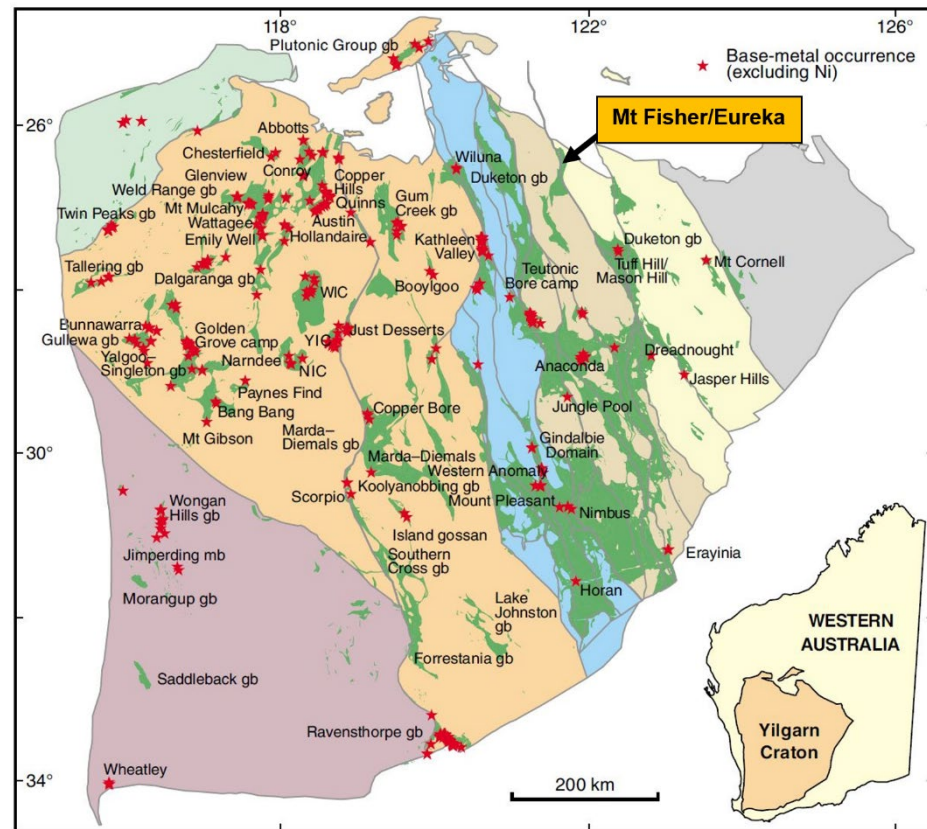 118°
122°
126°
Plutonic Group gb
Base-metal occurrence
(excluding Ni)
Mt Fisher/Eureka
26°
Abbotts
Chesterfield
Conroy
Wiluna
Duketon gb
Glenview
Copper
Hills
Weld Range gb
Quinns
Gum
Creek gb
Mt Mulcahy
Twin Peaks gb
Wattagee
Austin
Emily Well
Hollandaire
Kathleen
Valley
Duketon gb
Tuff Hill/
Mason Hill
Mt Cornell
Tallering gb
Dalgaranga gb
Teutonic
Bore camp
WIC
Booylgoo
Bunnawarra
Gullewa gb
Golden
Grove camp
YIC
Just Desserts
Yalgoo–
Singleton gb
Narndee
NIC
Anaconda
Dreadnought
Jasper Hills
Paynes Find
Bang Bang
Mt Gibson
Copper Bore
Jungle Pool
Marda–
Diemals gb
Gindalbie
Domain
30°
Marda–Diemals
Western Anomaly
Koolyanobbing gb
Scorpio
Mount Pleasant
Nimbus
Wongan
Hills gb
Island gossan
Jimperding mb
Southern
Cross gb
Erayinia
Morangup gb
Horan
Lake
Johnston
gb
WESTERN
AUSTRALIA
Saddleback gb
Forrestania gb
Ravensthorpe gb
Yilgarn
Craton
Wheatley
34°
200 km